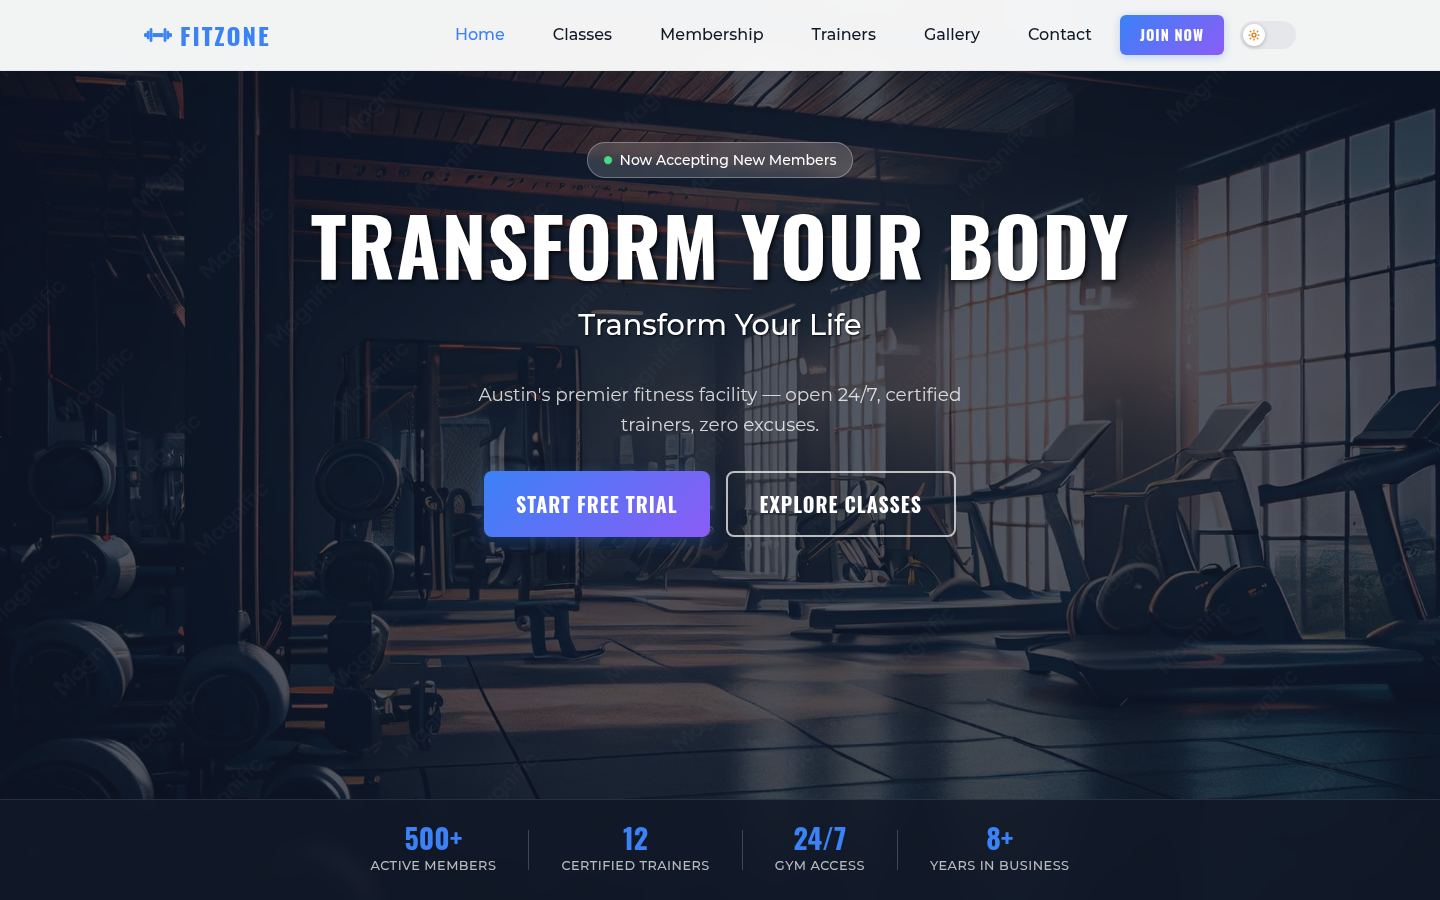 FITZONE
Home
Classes
Membership
Trainers
Gallery
Contact
JOIN NOW
Now Accepting New Members
TRANSFORM YOUR BODY
Transform Your Life
Austin's premier fitness facility — open 24/7, certified
trainers, zero excuses.
START FREE TRIAL
EXPLORE CLASSES
500+
ACTIVE MEMBERS
12
CERTIFIED TRAINERS
24/7
GYM ACCESS
8+
YEARS IN BUSINESS
Magnific